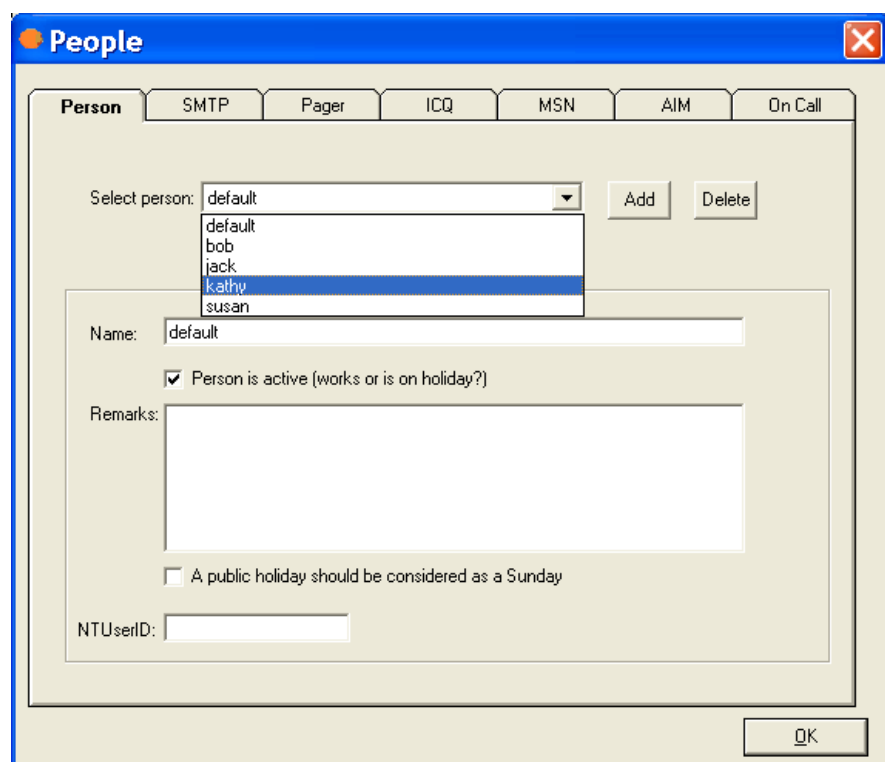 People
Person SMTP Pager ICQ MSN AIM On Call
Select person: default Add Delete
default
bob
jack
kathy
susan
Name: default
Person is active (works or is on holiday?)
Remarks:
A public holiday should be considered as a Sunday
NTUserID:
OK